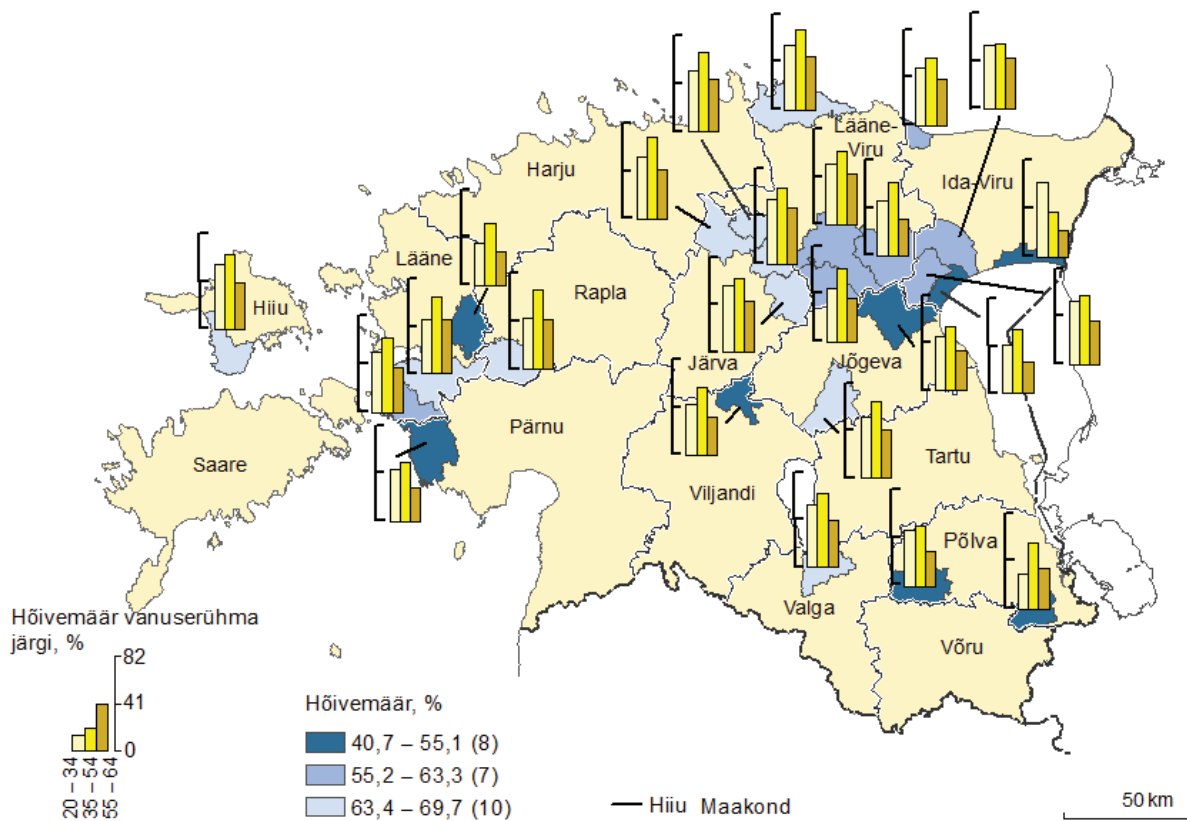 Lääne-
Viru
Harju
Ida-Viru
Lääne
Rapla
Hiiu
Järva
Jõgeva
Pärnu
Saare
Tartu
Viljandi
Põlva
Valga
Võru
Hõivemäär vanuserühma
järgi, %
82
41
0
20 – 34
35 – 54
55 – 64
Hõivemäär, %
40,7 – 55,1 (8)
55,2 – 63,3 (7)
63,4 – 69,7 (10)
Hiiu Maakond
50 km